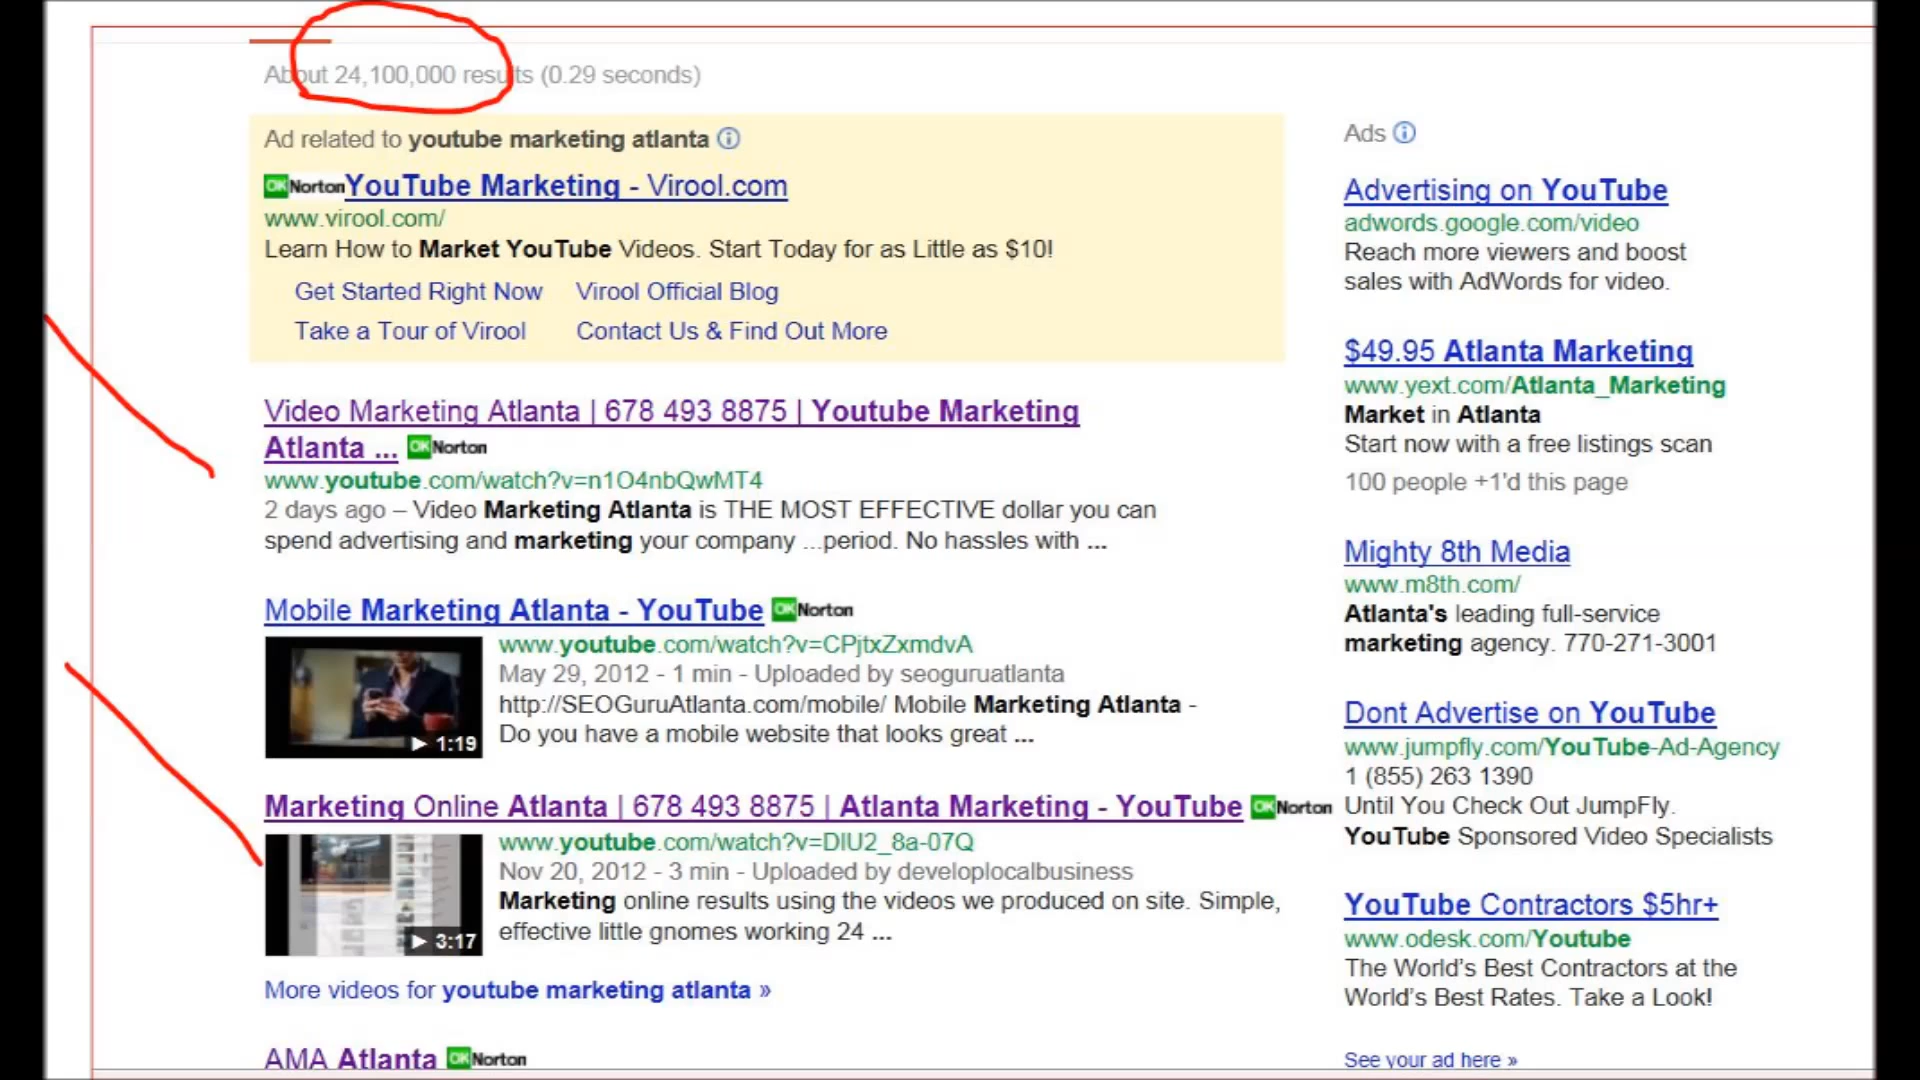 About 24,100,000 results (0.29 seconds)
Ad related to youtube marketing atlanta
OK Norton YouTube Marketing - Virool.com
www.virool.com/
Learn How to Market YouTube Videos. Start Today for as Little as $10!
Get Started Right Now Virool Official Blog
Take a Tour of Virool Contact Us & Find Out More
Video Marketing Atlanta | 678 493 8875 | Youtube Marketing
Atlanta ... OK Norton
www.youtube.com/watch?v=n1O4nbQwMT4
2 days ago – Video Marketing Atlanta is THE MOST EFFECTIVE dollar you can
spend advertising and marketing your company ...period. No hassles with ...
Mobile Marketing Atlanta - YouTube OK Norton
www.youtube.com/watch?v=CPjtxZxmdvA
May 29, 2012 - 1 min - Uploaded by seoguruatlanta
http://SEOGuruAtlanta.com/mobile/ Mobile Marketing Atlanta -
Do you have a mobile website that looks great ...
1:19
Marketing Online Atlanta | 678 493 8875 | Atlanta Marketing - YouTube OK Norton
www.youtube.com/watch?v=DlU2_8a-07Q
Nov 20, 2012 - 3 min - Uploaded by developlocalbusiness
Marketing online results using the videos we produced on site. Simple,
effective little gnomes working 24 ...
3:17
More videos for youtube marketing atlanta »
AMA Atlanta OK Norton
Ads
Advertising on YouTube
adwords.google.com/video
Reach more viewers and boost
sales with AdWords for video.
$49.95 Atlanta Marketing
www.yext.com/Atlanta_Marketing
Market in Atlanta
Start now with a free listings scan
100 people +1'd this page
Mighty 8th Media
www.m8th.com/
Atlanta's leading full-service
marketing agency. 770-271-3001
Dont Advertise on YouTube
www.jumpfly.com/YouTube-Ad-Agency
1 (855) 263 1390
Until You Check Out JumpFly.
YouTube Sponsored Video Specialists
YouTube Contractors $5hr+
www.odesk.com/Youtube
The World's Best Contractors at the
World's Best Rates. Take a Look!
See your ad here »